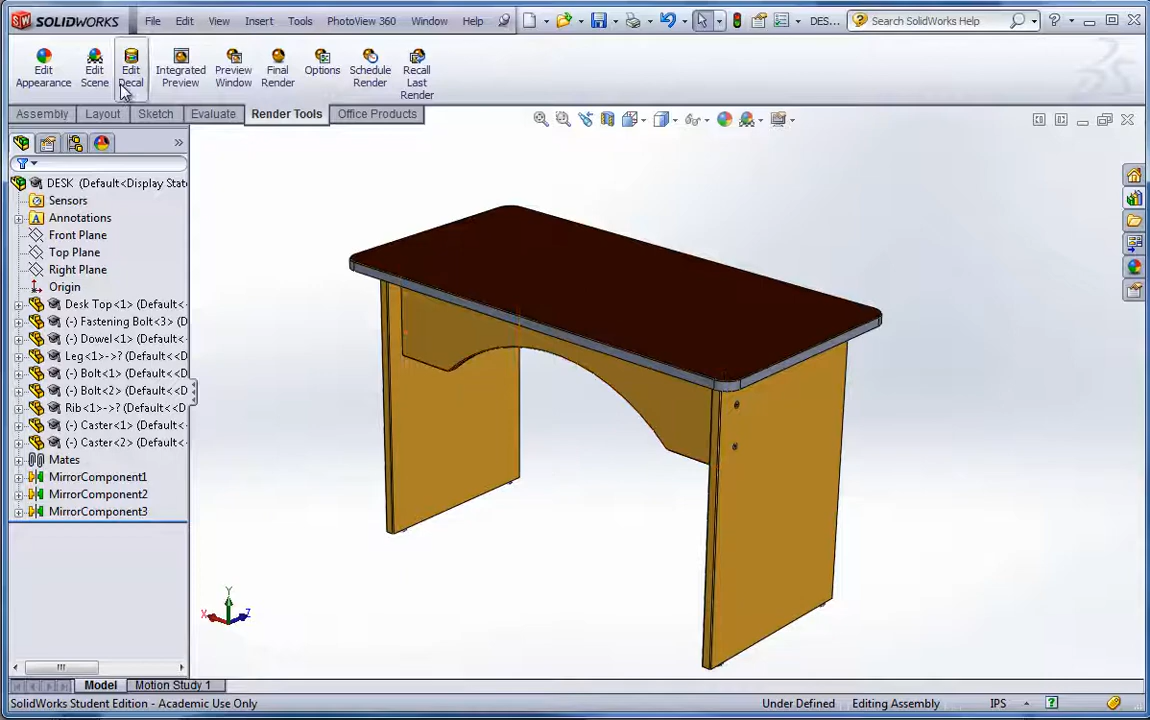 SOLIDWORKS File Edit View Insert Tools PhotoView 360 Window Help DES... Search SolidWorks Help
Edit Appearance
Edit Scene
Edit Decal
Integrated Preview
Preview Window
Final Render
Options
Schedule Render
Recall Last Render
Assembly Layout Sketch Evaluate Render Tools Office Products
DESK (Default<Display Stat
Sensors
Annotations
Front Plane
Top Plane
Right Plane
Origin
Desk Top<1> (Default<
(-) Fastening Bolt<3> (D
(-) Dowel<1> (Default<
Leg<1>->? (Default<<D
(-) Bolt<1> (Default<<D
(-) Bolt<2> (Default<<D
Rib<1>->? (Default<<D
(-) Caster<1> (Default<
(-) Caster<2> (Default<
Mates
MirrorComponent1
MirrorComponent2
MirrorComponent3
Y
X Z
Model Motion Study 1
SolidWorks Student Edition - Academic Use Only Under Defined Editing Assembly IPS